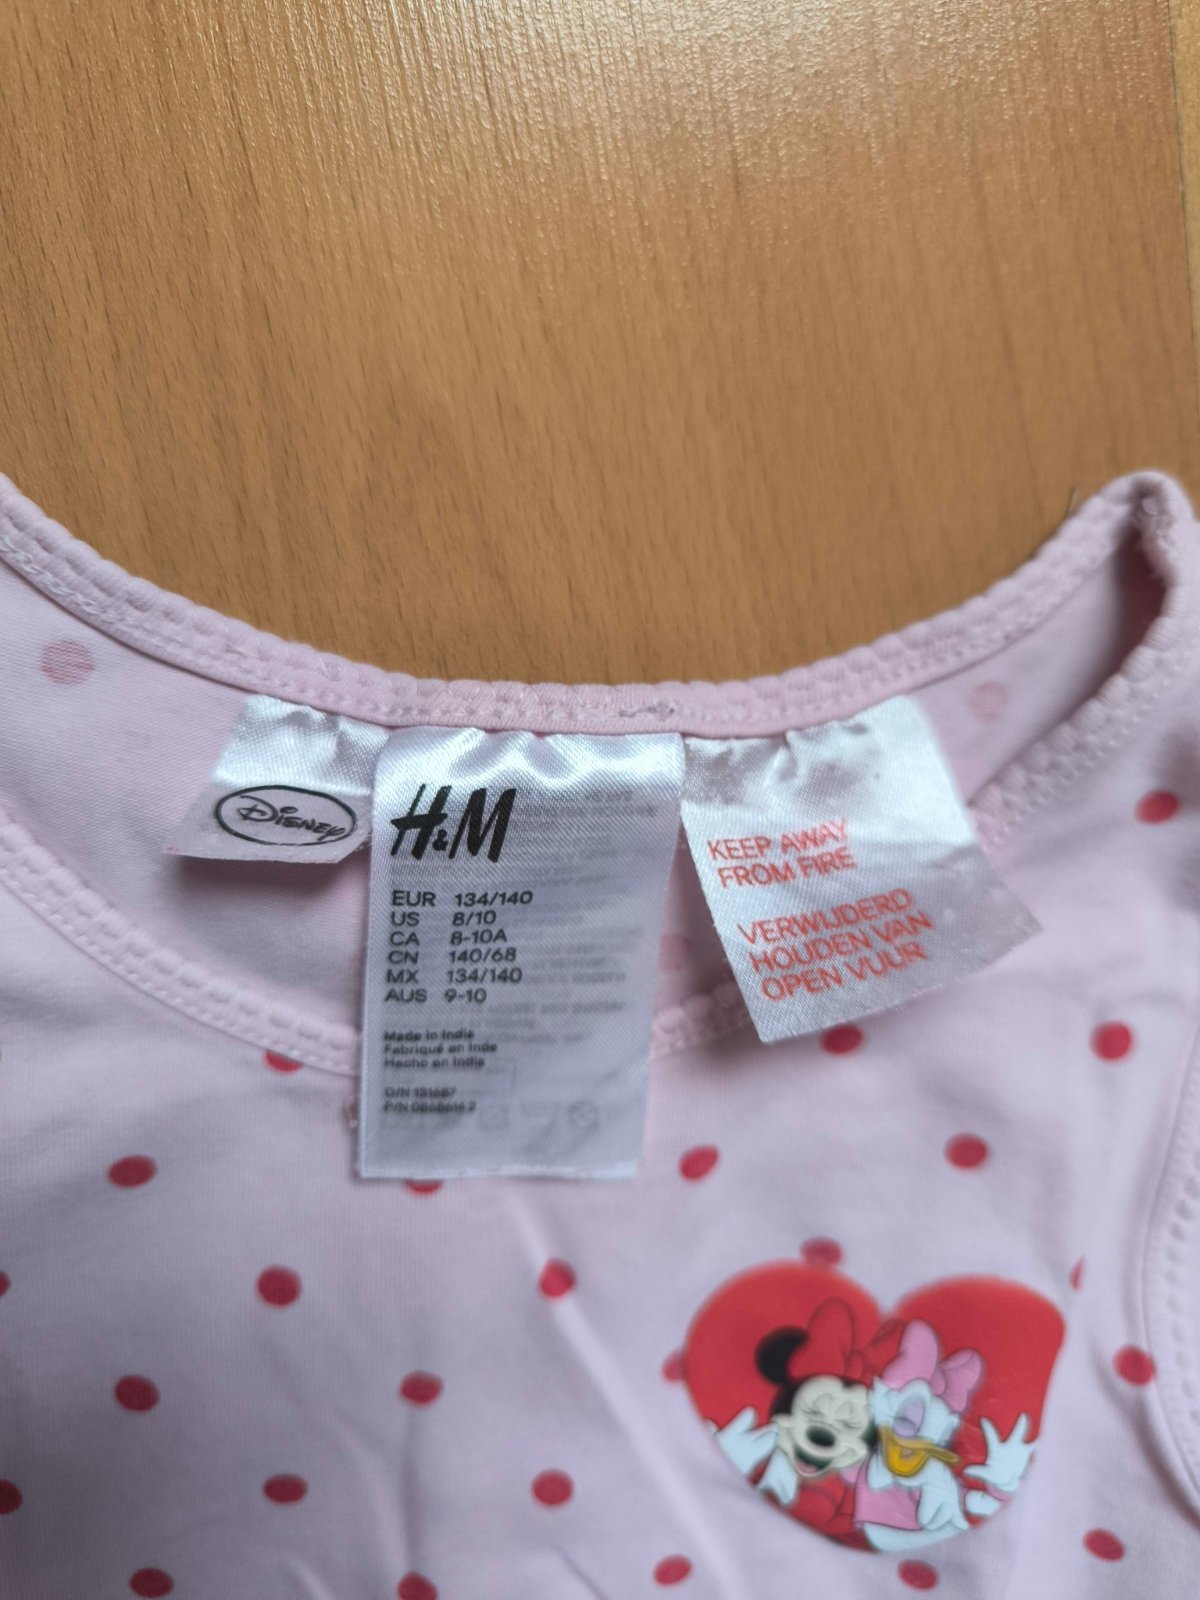 Disney
H&M
EUR 134/140
US 8/10
CA 8-10A
CN 140/68
MX 134/140
AUS 9-10
Made in India
Fabriqué en Inde
Hecho en India
O/N 131687
KEEP AWAY
FROM FIRE
VERWIJDERD
HOUDEN VAN
OPEN VUUR